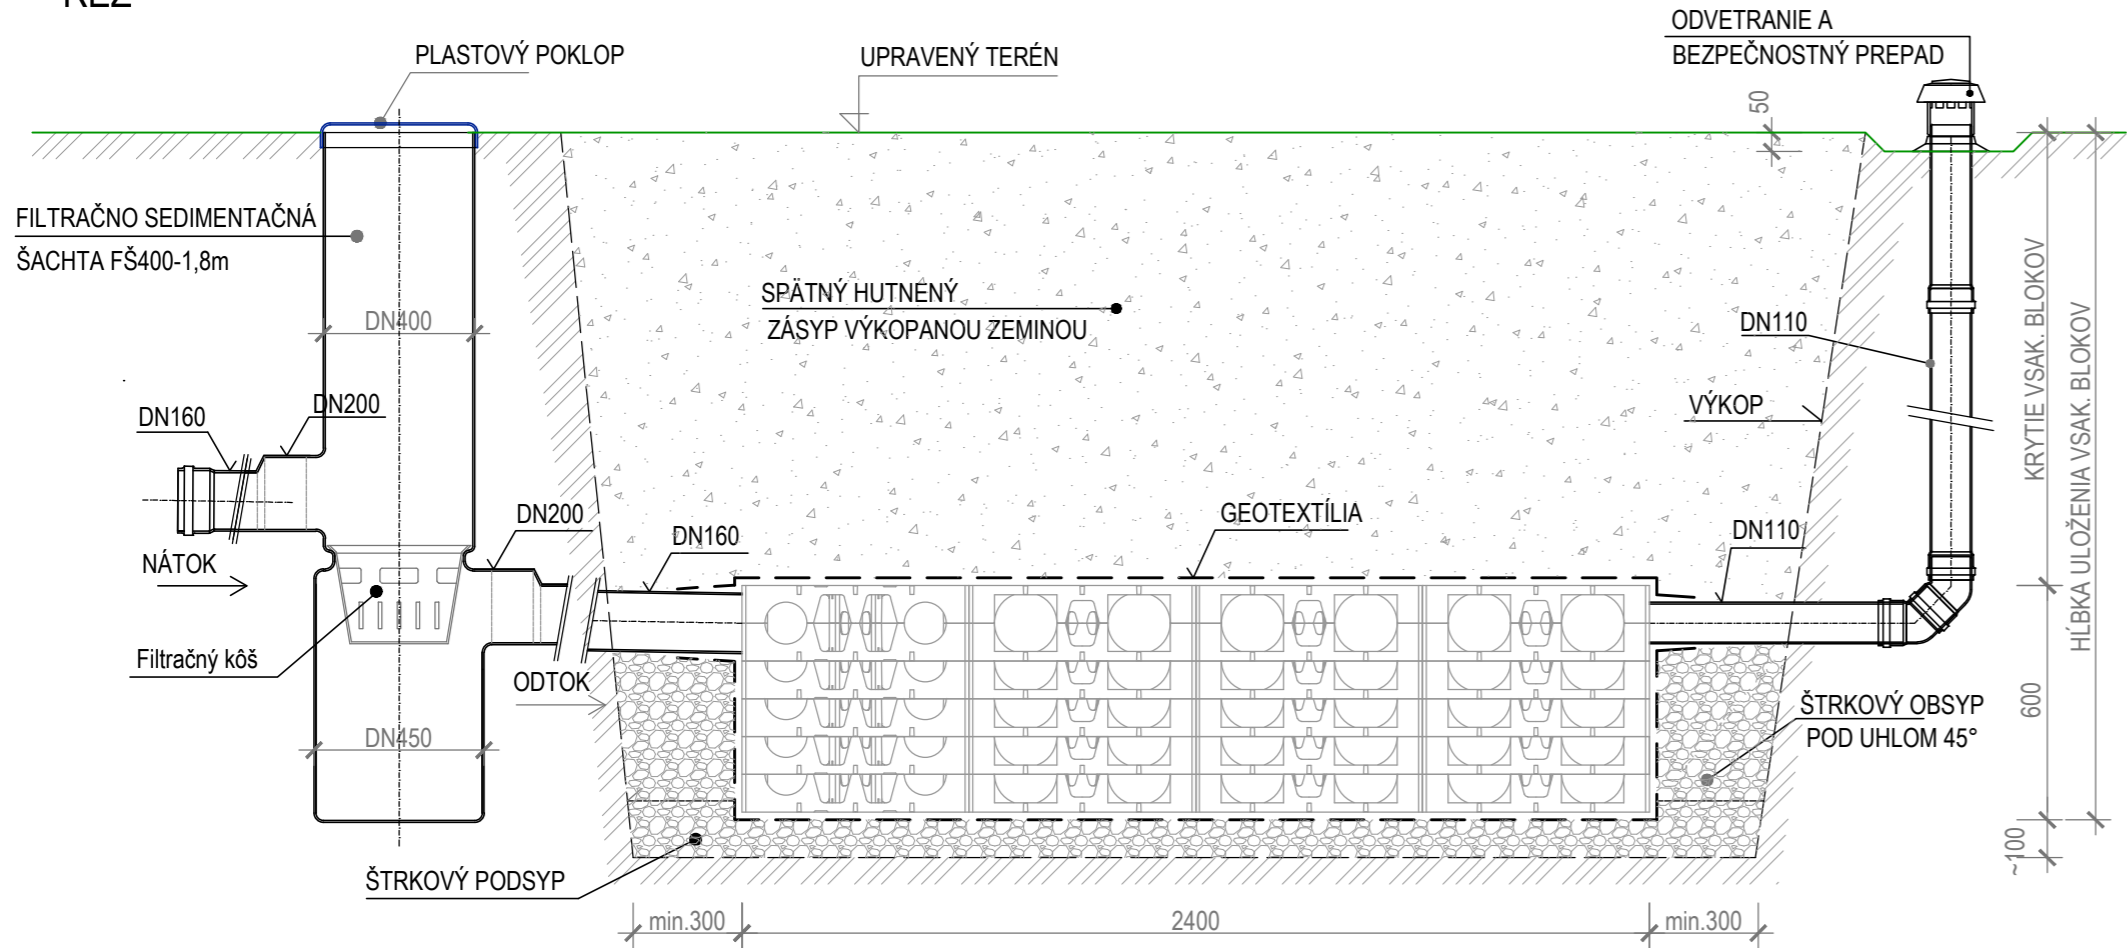 REZ
PLASTOVÝ POKLOP
UPRAVENÝ TERÉN
ODVETRANIE A
BEZPEČNOSTNÝ PREPAD
50
FILTRAČNO SEDIMENTAČNÁ
ŠACHTA FŠ400-1,8m
DN400
SPÄTNÝ HUTNENÝ
ZÁSYP VÝKOPANOU ZEMINOU
DN110
KRYTIE VSAK. BLOKOV
HĹBKA ULOŽENIA VSAK. BLOKOV
DN160
DN200
VÝKOP
DN200
DN160
GEOTEXTÍLIA
DN110
NÁTOK
Filtračný kôš
ODTOK
DN450
ŠTRKOVÝ OBSYP
POD UHLOM 45°
600
~100
ŠTRKOVÝ PODSYP
min.300
2400
min.300